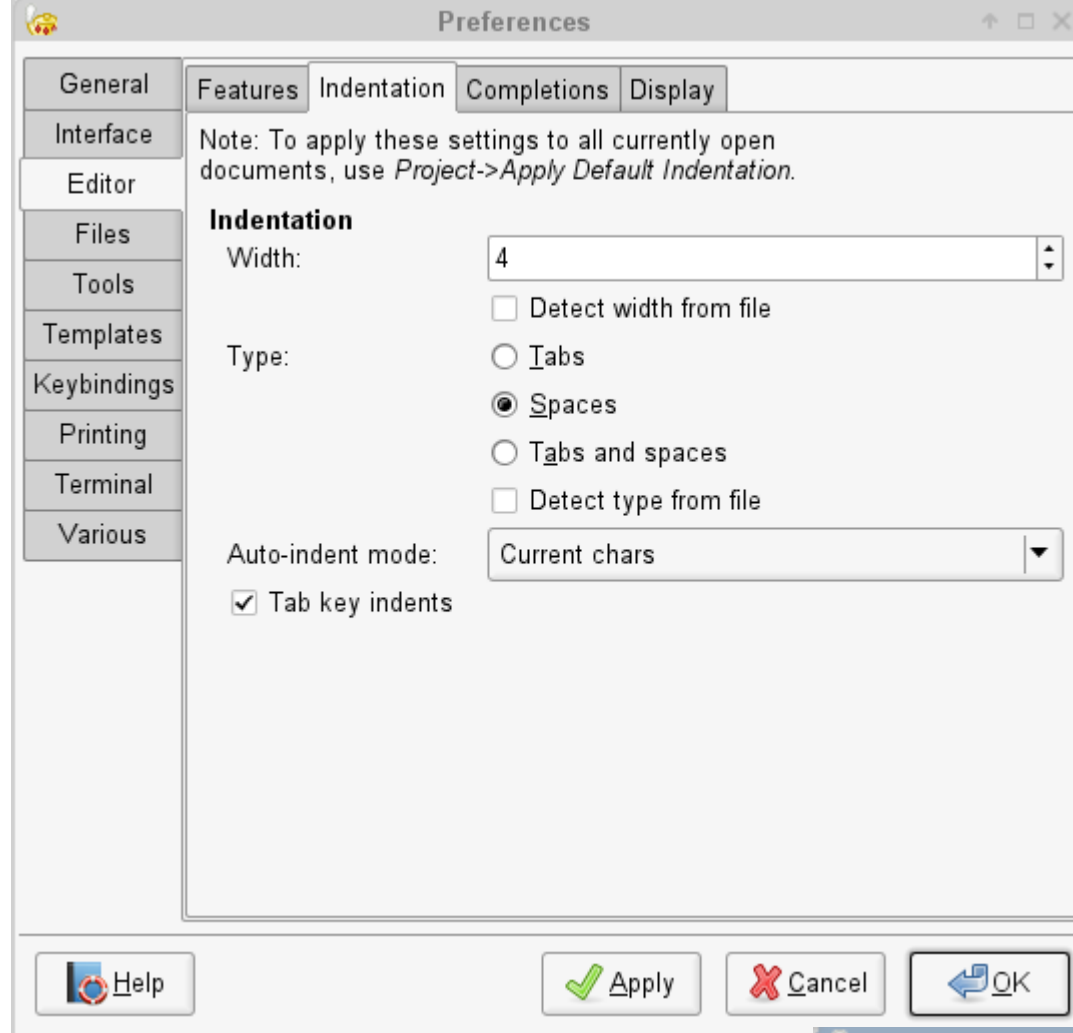 Preferences
General
Interface
Editor
Files
Tools
Templates
Keybindings
Printing
Terminal
Various
Features Indentation Completions Display
Note: To apply these settings to all currently open
documents, use Project->Apply Default Indentation.
Indentation
Width: 4
Detect width from file
Type: Tabs
Spaces
Tabs and spaces
Detect type from file
Auto-indent mode: Current chars
Tab key indents
Help Apply Cancel OK